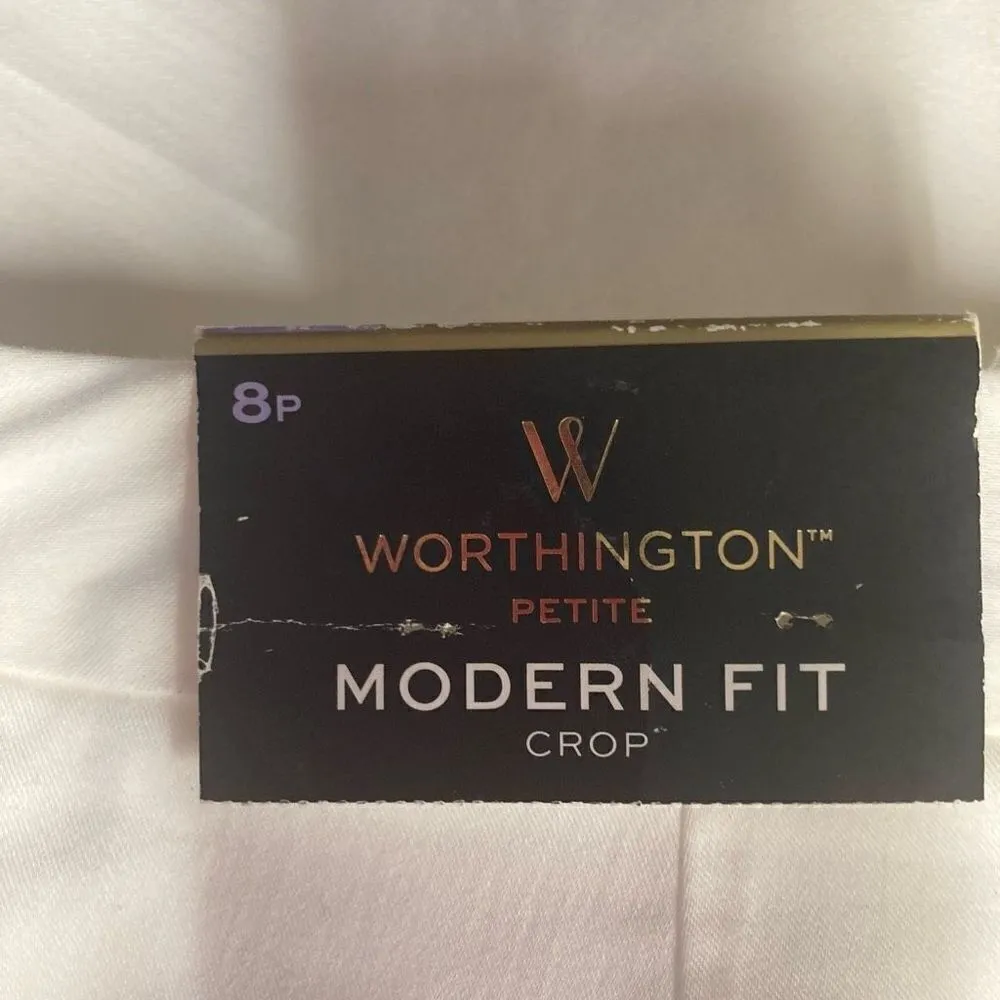 8P
W
WORTHINGTON™
PETITE
MODERN FIT
CROP